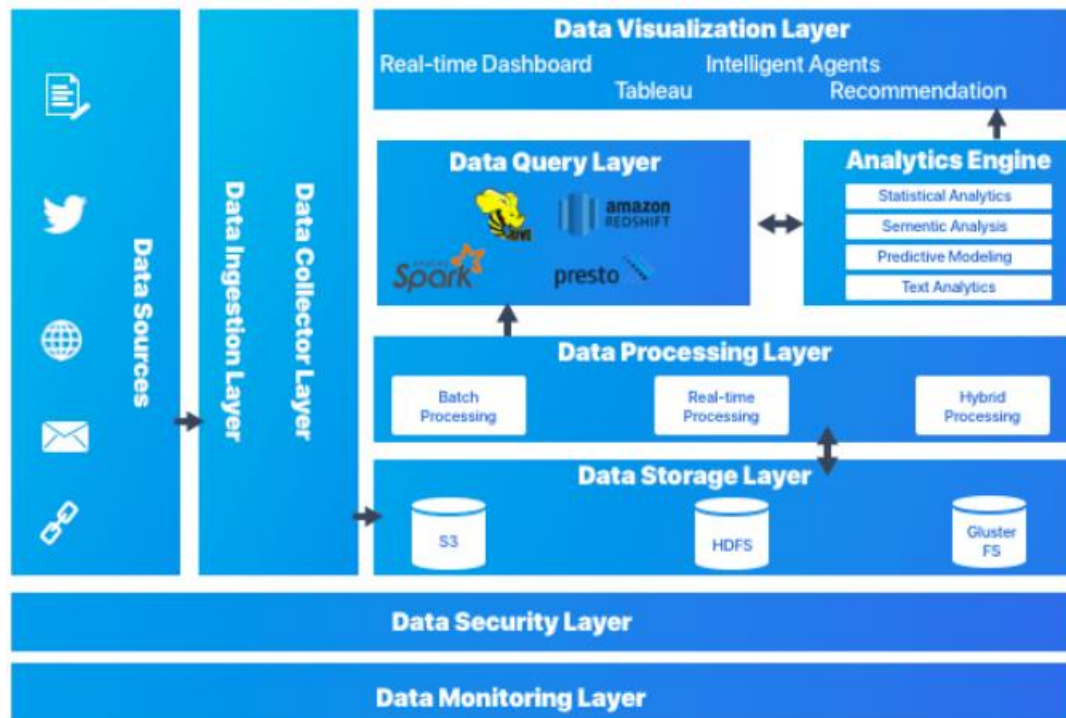 Data Visualization Layer
Real-time Dashboard
Intelligent Agents
Tableau
Recommendation
Data Sources
Data Ingestion Layer
Data Collector Layer
Data Query Layer
HIVE
amazon
REDSHIFT
APACHE
Spark
presto
Analytics Engine
Statistical Analytics
Sementic Analysis
Predictive Modeling
Text Analytics
Data Processing Layer
Batch
Processing
Real-time
Processing
Hybrid
Processing
Data Storage Layer
S3
HDFS
Gluster
FS
Data Security Layer
Data Monitoring Layer